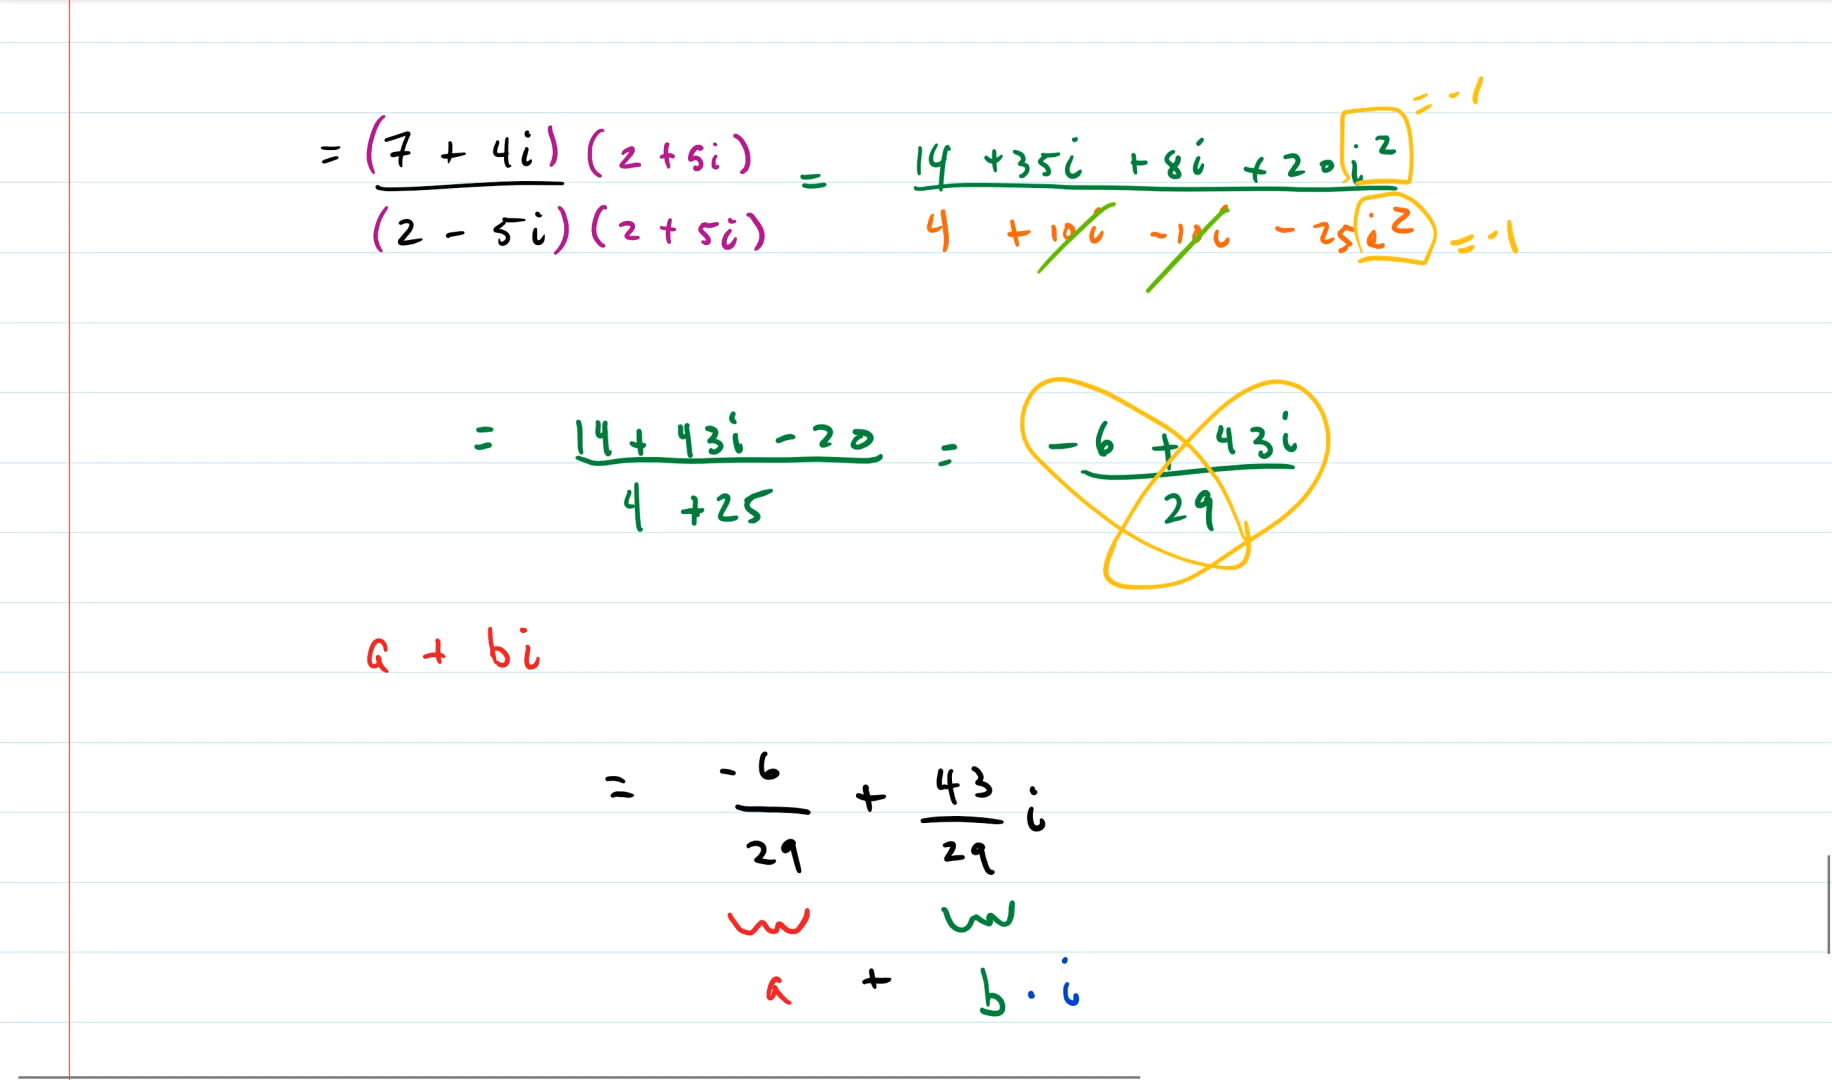 = (7 + 4i) (2 + 5i) / (2 - 5i) (2 + 5i) = 14 + 35i + 8i + 20i² / 4 + 10i - 10i - 25i²
= -1
= -1
= 14 + 43i - 20 / 4 + 25 = -6 + 43i / 29
a + bi
= -6/29 + 43/29 i
a + b · i